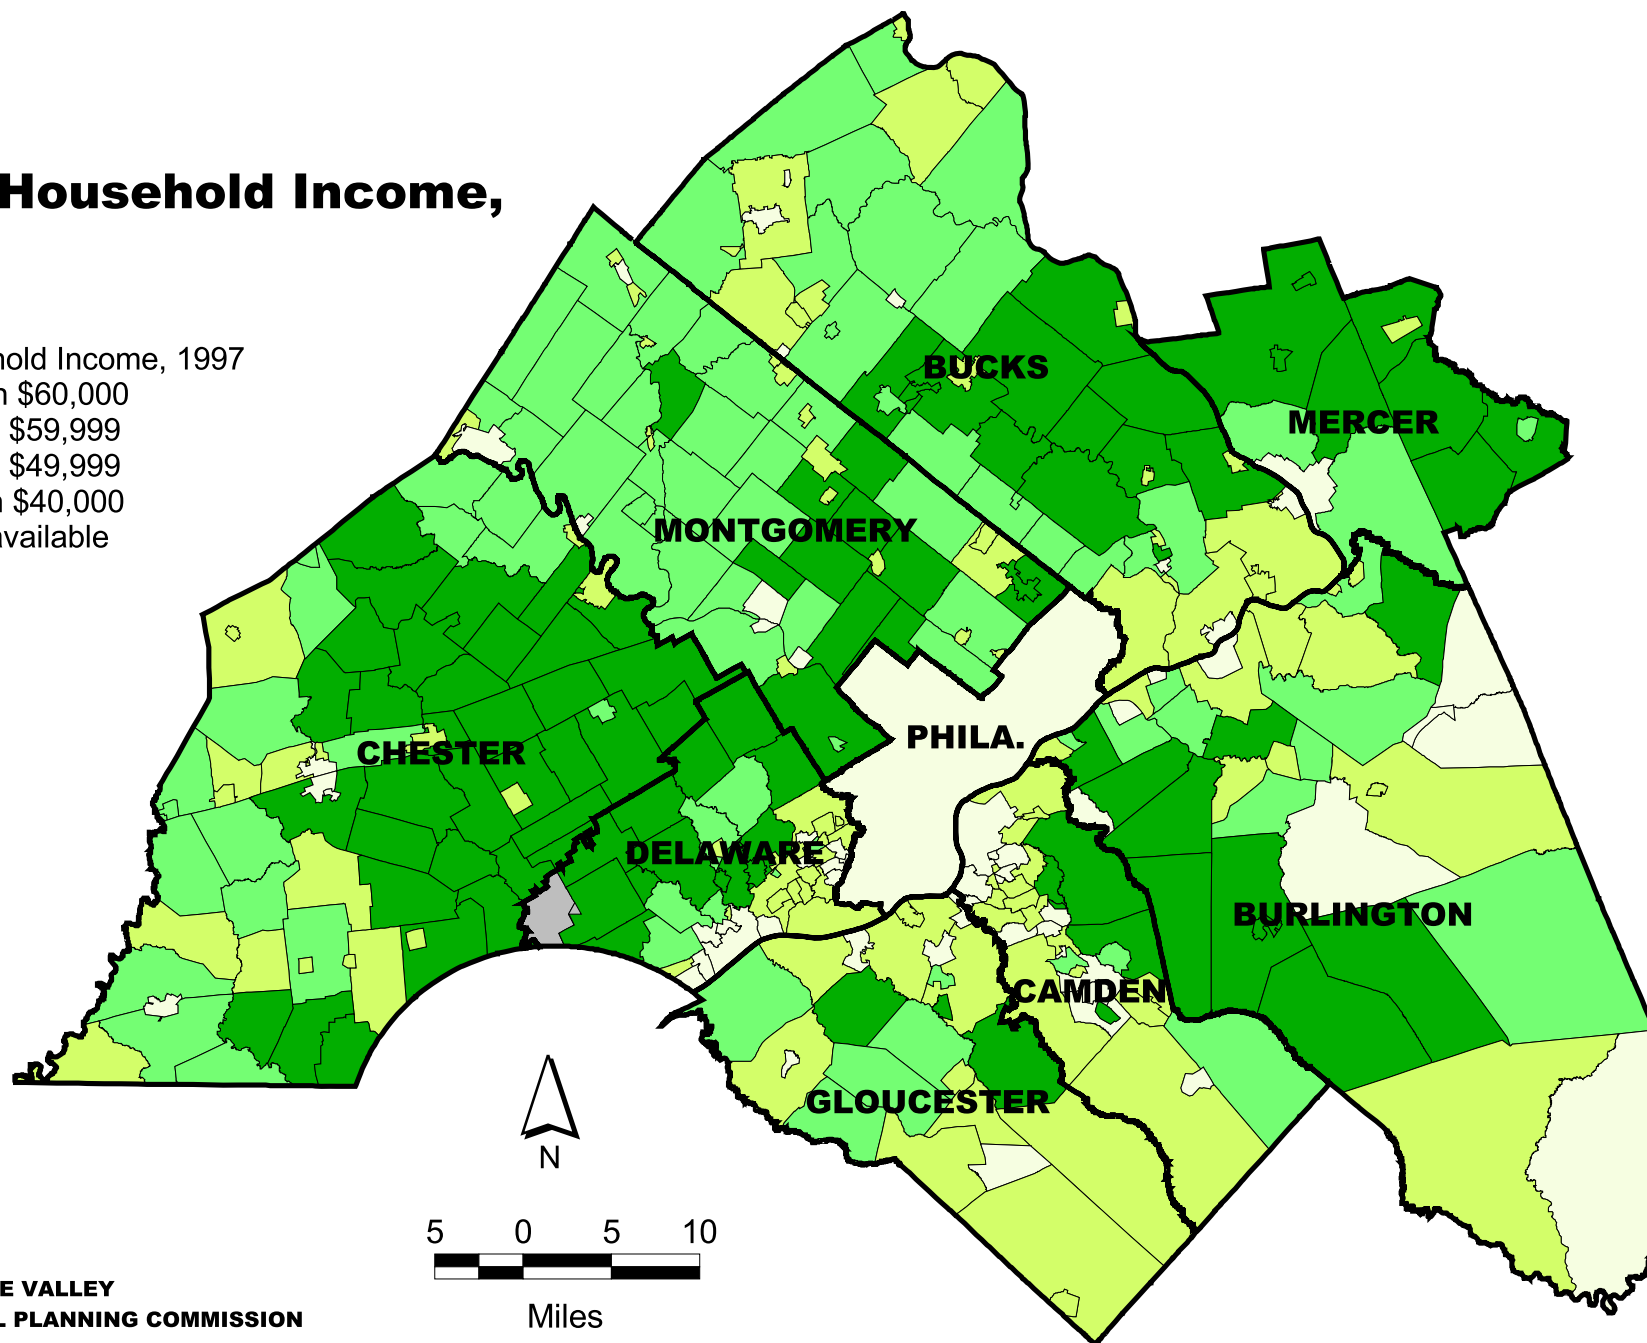 Household Income,
hold Income, 1997
n $60,000
$59,999
$49,999
n $40,000
available
BUCKS
MERCER
MONTGOMERY
PHILA.
CHESTER
DELAWARE
BURLINGTON
CAMDEN
GLOUCESTER
N
5 0 5 10
Miles
E VALLEY
L PLANNING COMMISSION